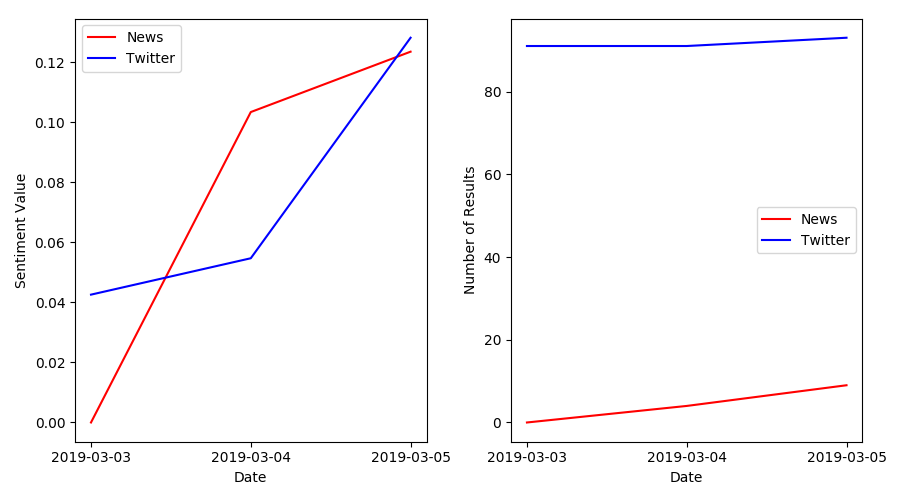 News
Twitter
0.12
0.10
0.08
0.06
0.04
0.02
0.00
Sentiment Value
2019-03-03 2019-03-04 2019-03-05
Date
80
60
40
20
0
Number of Results
News
Twitter
2019-03-03 2019-03-04 2019-03-05
Date